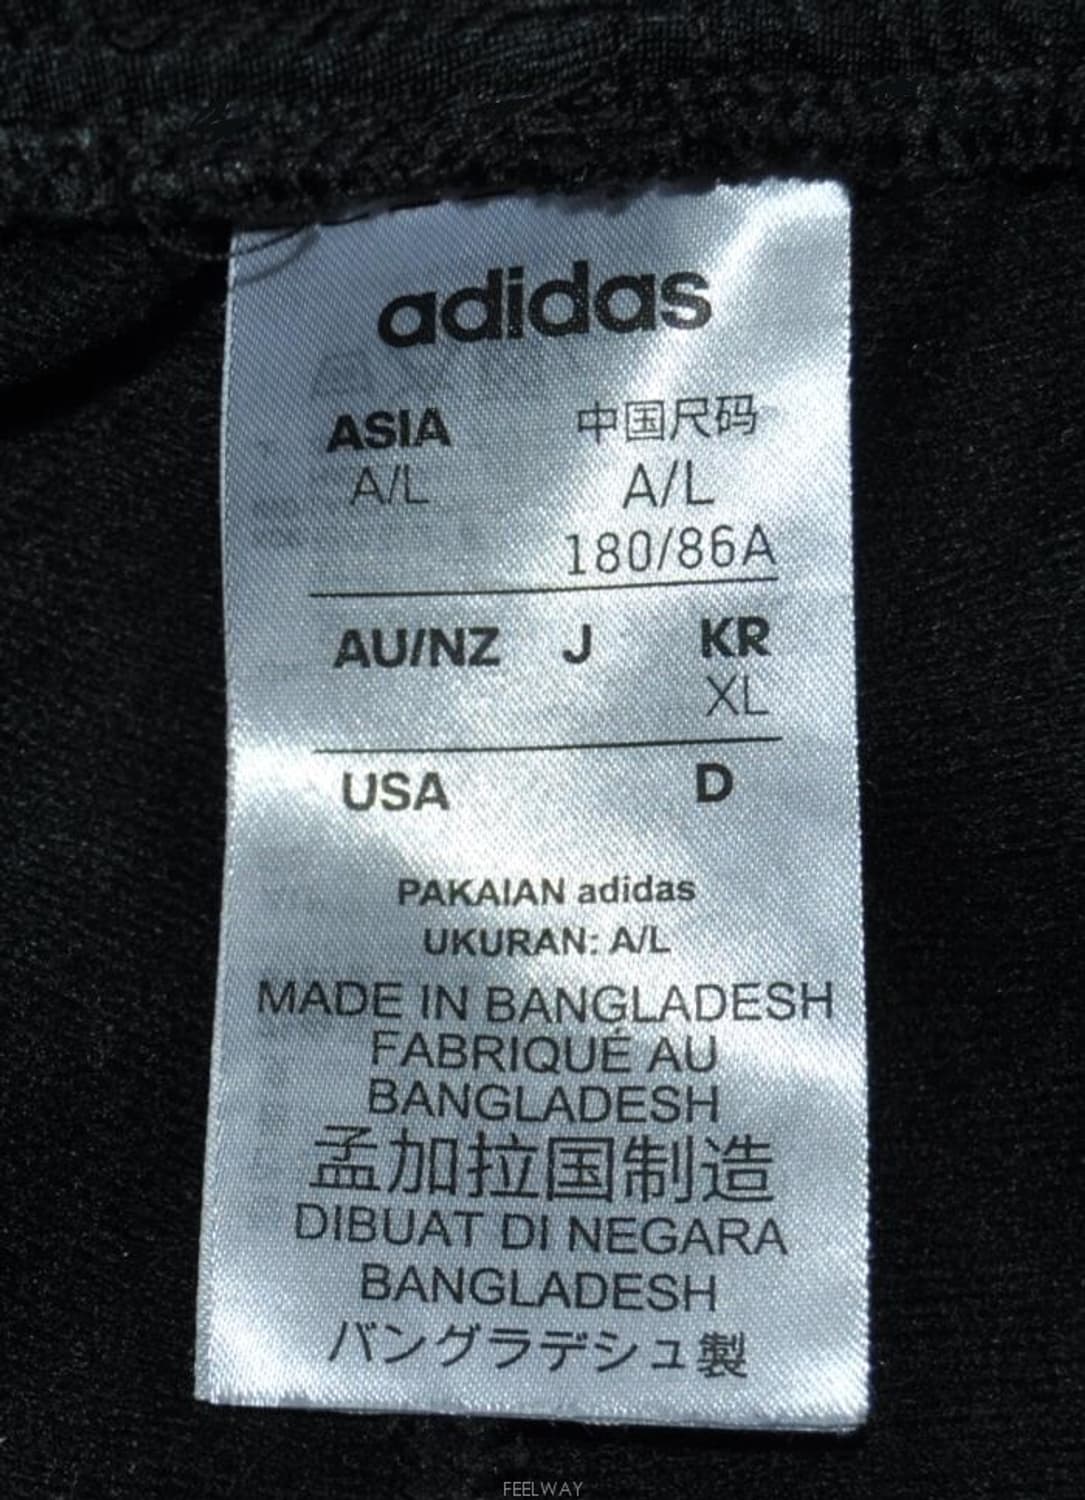 adidas
ASIA 中国尺码
A/L A/L
180/86A
AU/NZ J KR
XL
USA D
PAKAIAN adidas
UKURAN: A/L
MADE IN BANGLADESH
FABRIQUÉ AU
BANGLADESH
孟加拉国制造
DIBUAT DI NEGARA
BANGLADESH
バングラデシュ製
FEELWAY